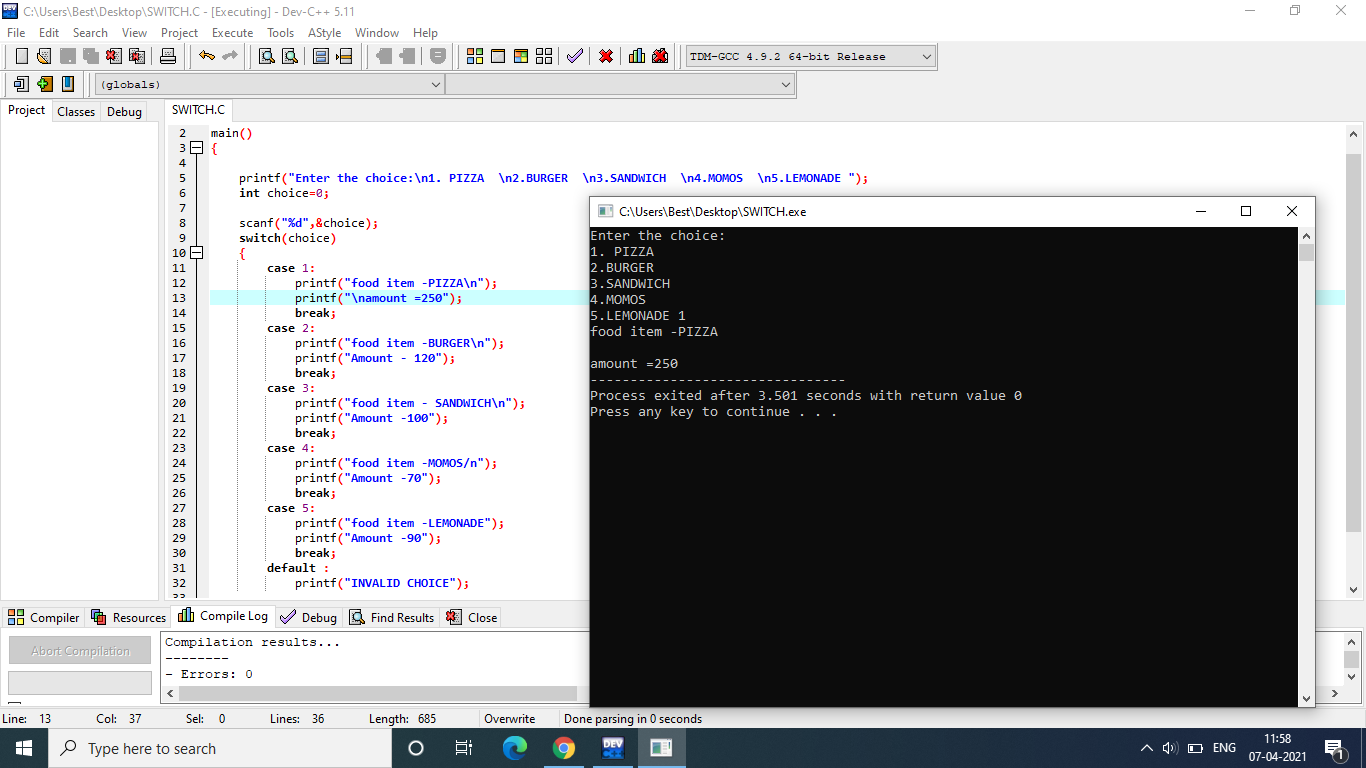 C:\Users\Best\Desktop\SWITCH.C - [Executing] - Dev-C++ 5.11
File Edit Search View Project Execute Tools AStyle Window Help
TDM-GCC 4.9.2 64-bit Release
(globals)
Project Classes Debug
SWITCH.C
2 main()
3 {
4
5 printf("Enter the choice:\n1. PIZZA  \n2.BURGER  \n3.SANDWICH  \n4.MOMOS  \n5.LEMONADE ");
6 int choice=0;
7
8 scanf("%d",&choice);
9 switch(choice)
10 {
11 case 1:
12 printf("food item -PIZZA\n");
13 printf("\namount =250");
14 break;
15 case 2:
16 printf("food item -BURGER\n");
17 printf("Amount - 120");
18 break;
19 case 3:
20 printf("food item - SANDWICH\n");
21 printf("Amount -100");
22 break;
23 case 4:
24 printf("food item -MOMOS/n");
25 printf("Amount -70");
26 break;
27 case 5:
28 printf("food item -LEMONADE");
29 printf("Amount -90");
30 break;
31 default :
32 printf("INVALID CHOICE");
33
C:\Users\Best\Desktop\SWITCH.exe
Enter the choice:
1. PIZZA
2.BURGER
3.SANDWICH
4.MOMOS
5.LEMONADE 1
food item -PIZZA
amount =250
--------------------------------
Process exited after 3.501 seconds with return value 0
Press any key to continue . . .
Compiler Resources Compile Log Debug Find Results Close
Abort Compilation
Compilation results...
--------
- Errors: 0
Line: 13 Col: 37 Sel: 0 Lines: 36 Length: 685 Overwrite Done parsing in 0 seconds
Type here to search
DEV C++
ENG
11:58
07-04-2021
1